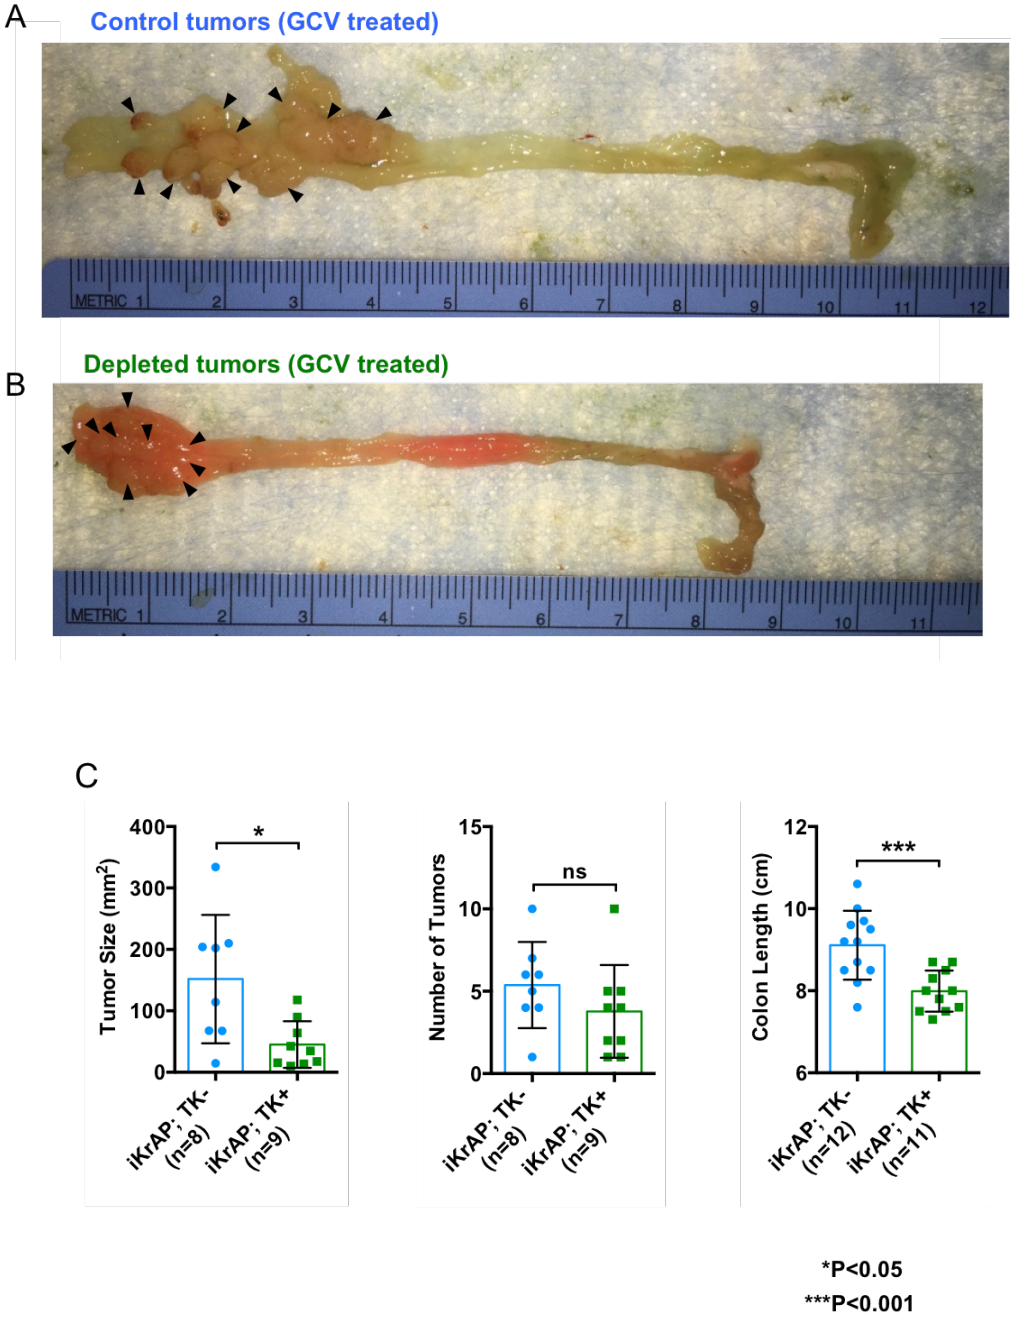 A
Control tumors (GCV treated)
METRIC 1 2 3 4 5 6 7 8 9 10 11 12
Depleted tumors (GCV treated)
B
METRIC 1 2 3 4 5 6 7 8 9 10 11
C
400
300
200
100
0
Tumor Size (mm²)
*
iKrAP; TK-
(n=8)
iKrAP; TK+
(n=9)
15
10
5
0
Number of Tumors
ns
iKrAP; TK-
(n=8)
iKrAP; TK+
(n=9)
12
10
8
6
Colon Length (cm)
***
iKrAP; TK-
(n=12)
iKrAP; TK+
(n=11)
*P<0.05
***P<0.001